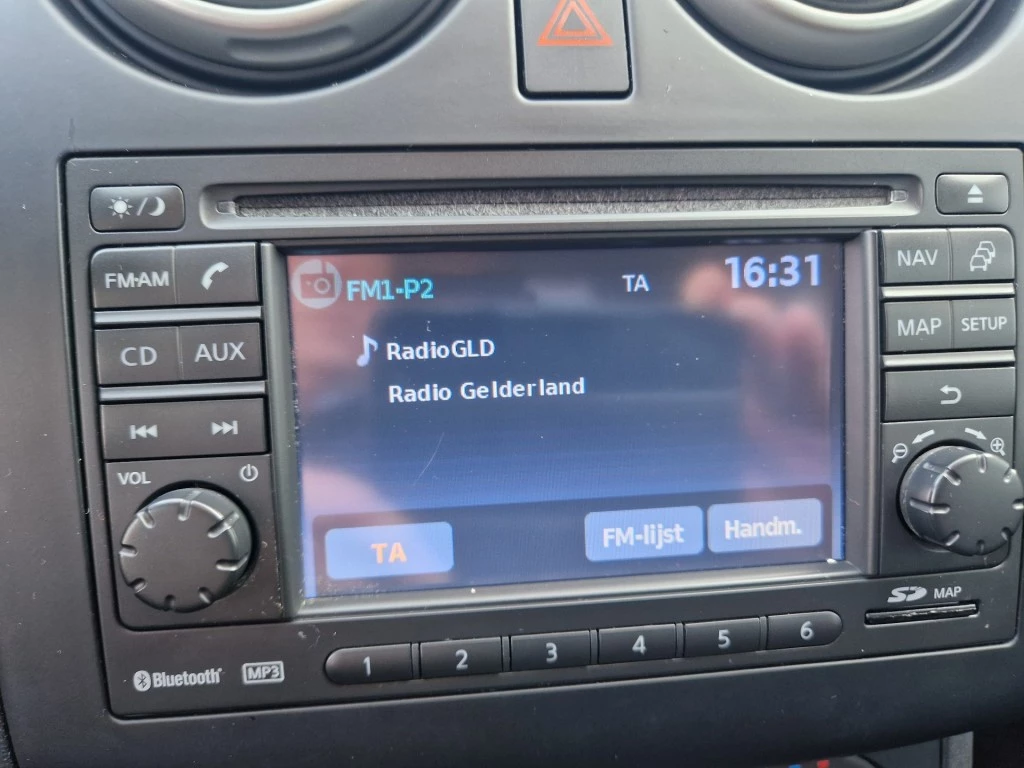 FM·AM
CD AUX
VOL
FM1-P2 TA 16:31
RadioGLD
Radio Gelderland
TA FM-lijst Handm.
NAV
MAP SETUP
SD MAP
Bluetooth® MP3 1 2 3 4 5 6